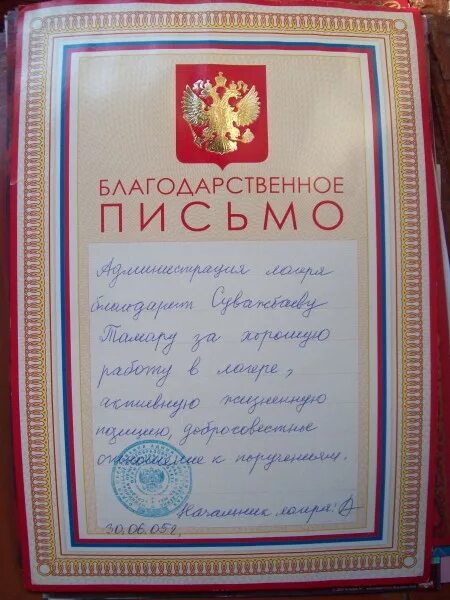 БЛАГОДАРСТВЕННОЕ
ПИСЬМО
Администрация лагеря
благодарит Суважбаеву
Тамару за хорошую
работу в лагере,
активную жизненную
позицию, добросовестное
отношение к поручениям.
Начальник лагеря:
30.06.05г.